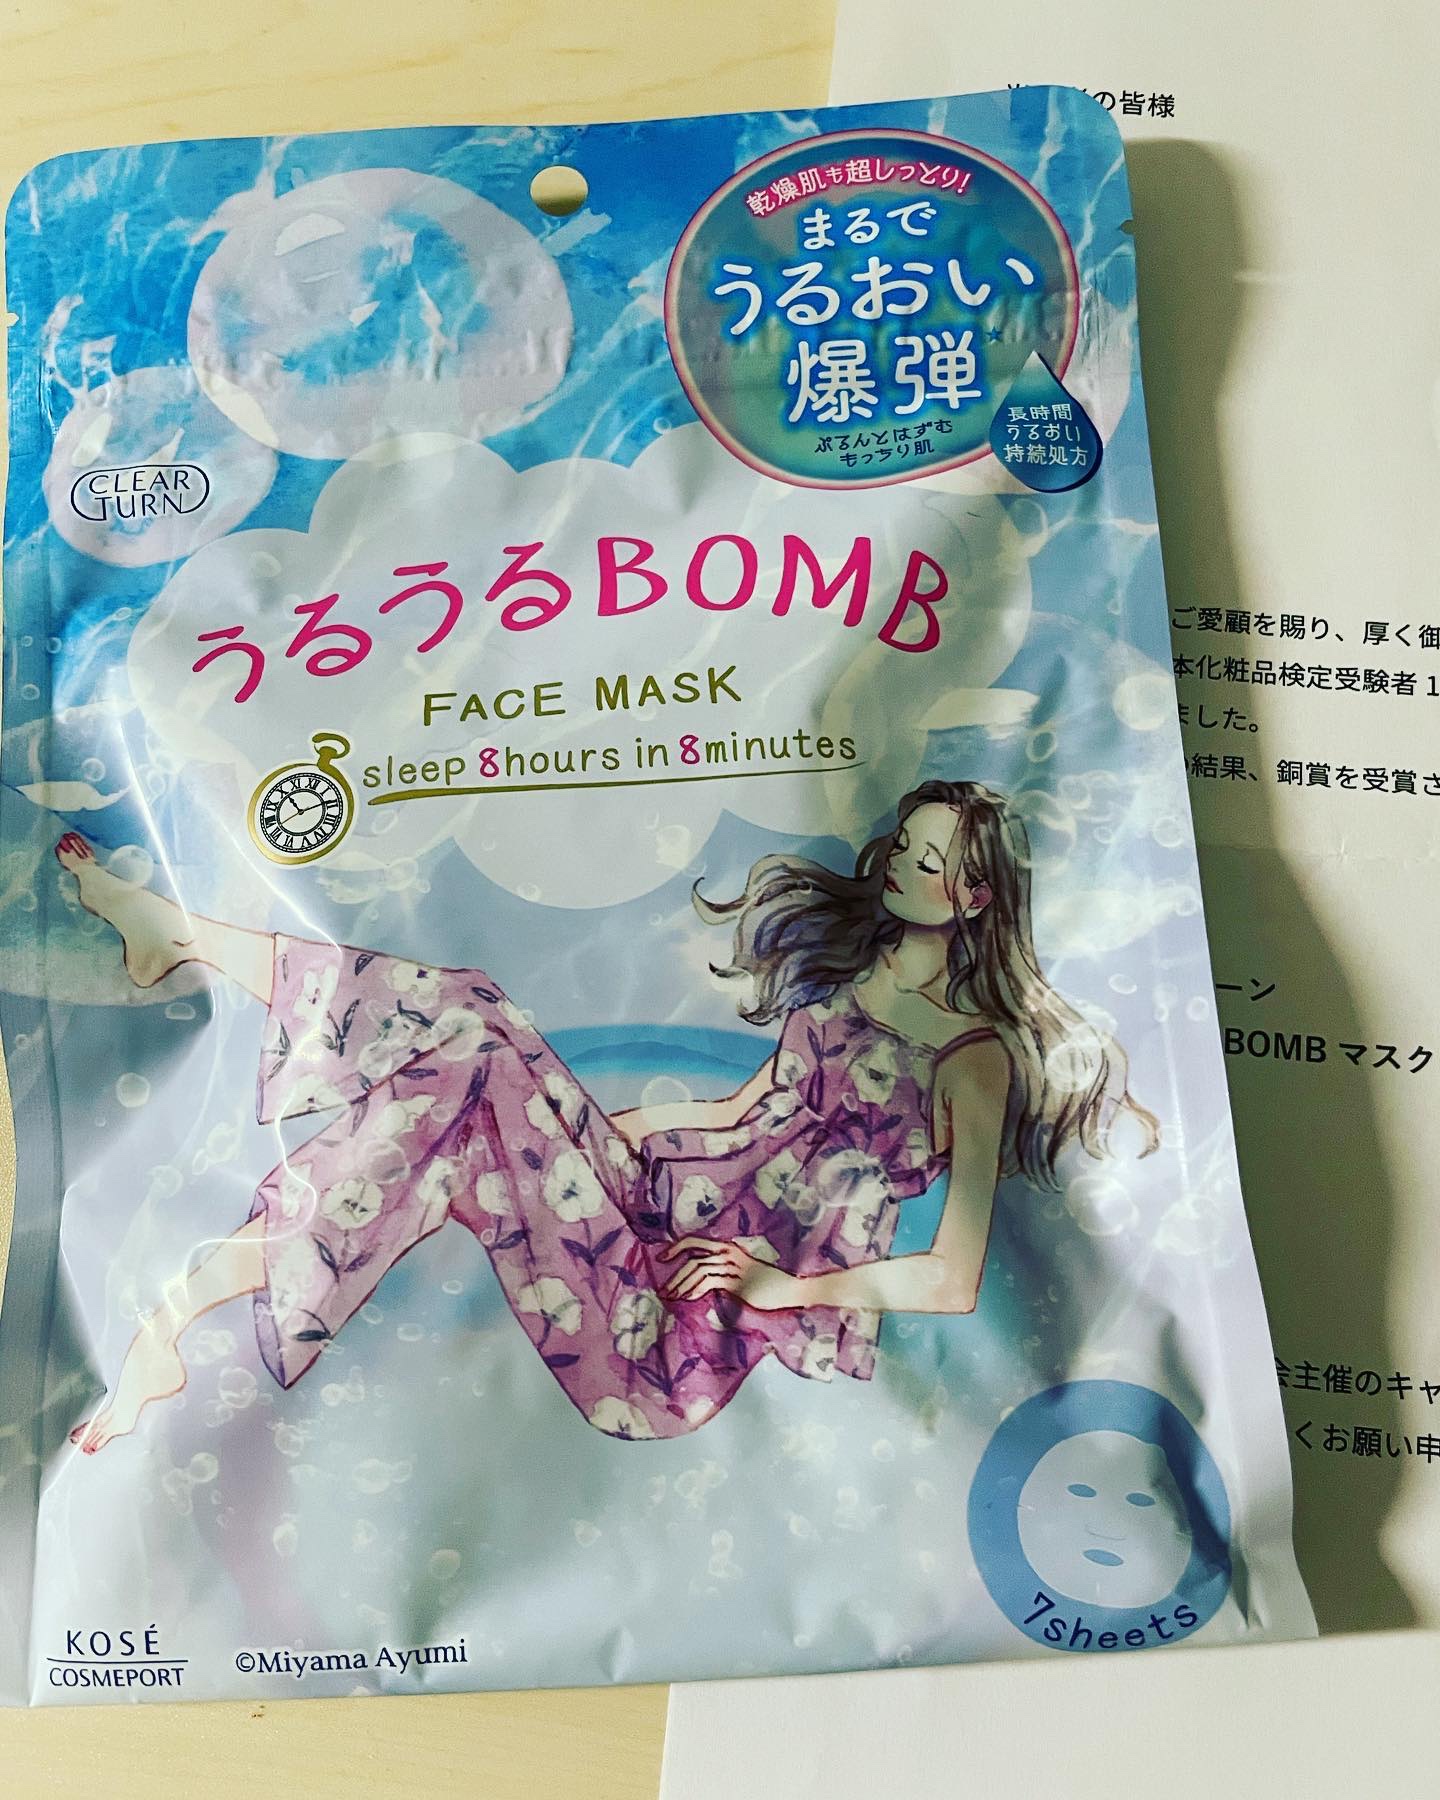 の皆様
乾燥肌も超しっとり!
まるで
うるおい
爆弾*
ぷるんとはずむ
もっちり肌
長時間
うるおい
持続処方
CLEAR
TURN
うるうるBOMB
FACE MASK
sleep 8hours in 8minutes
ご愛顧を賜り、厚く御
本化粧品検定受験者 1
ました。
結果、銅賞を受賞さ
ーン
BOMB マスク
会主催のキャ
くお願い申
7sheets
KOSÉ
COSMEPORT
©Miyama Ayumi